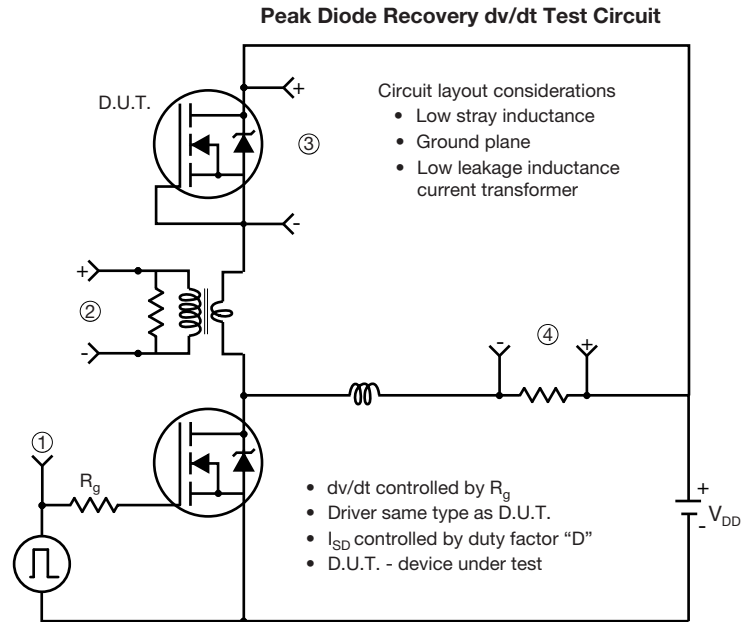 Peak Diode Recovery dv/dt Test Circuit
D.U.T.
+
③
-
Circuit layout considerations
• Low stray inductance
• Ground plane
• Low leakage inductance
current transformer
+
②
-
-
④
+
①
Rg
• dv/dt controlled by Rg
• Driver same type as D.U.T.
• ISD controlled by duty factor “D”
• D.U.T. - device under test
+
-
VDD